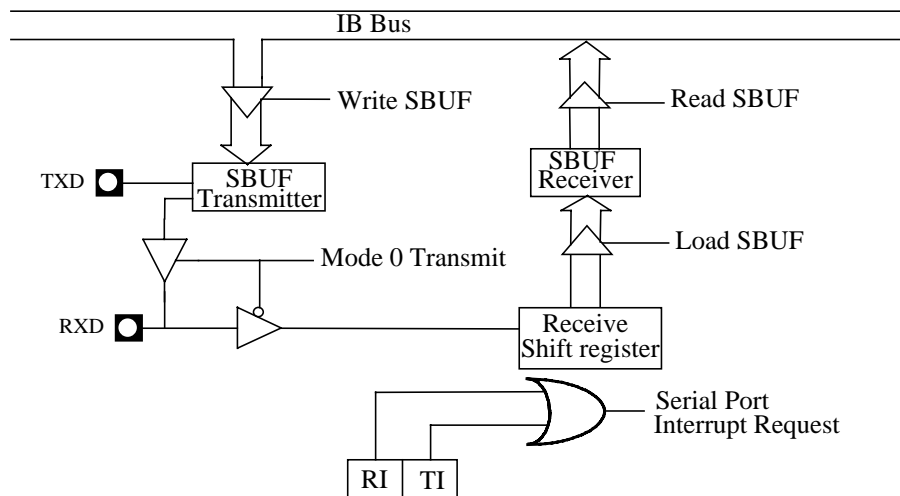 IB Bus
Write SBUF
Read SBUF
SBUF
Transmitter
SBUF
Receiver
TXD
Load SBUF
Mode 0 Transmit
RXD
Receive
Shift register
Serial Port
Interrupt Request
RI
TI